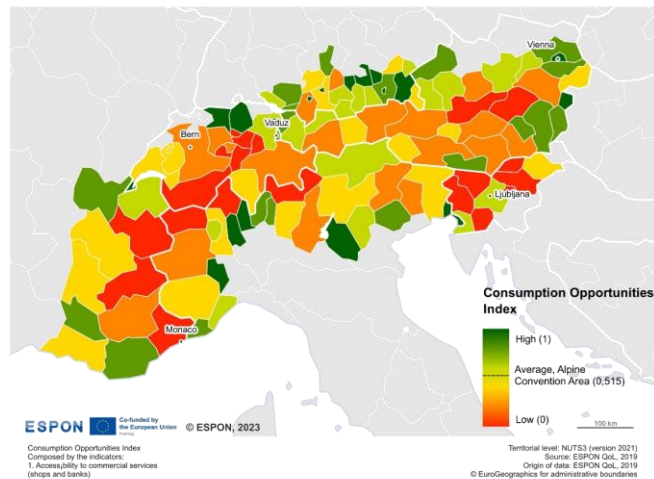 Vienna
Vaduz
Bern
Ljubljana
Monaco
Consumption Opportunities
Index
High (1)
Average, Alpine
Convention Area (0,515)
Low (0)
100 km
ESPON
Co-funded by
the European Union
© ESPON, 2023
Consumption Opportunities Index
Composed by the indicators:
1. Access,bility to commercial services
(shops and banks)
Territorial level: NUTS3 (version 2021)
Source: ESPON QoL, 2019
Origin of data: ESPON QoL, 2019
© EuroGeographics for administrative boundaries